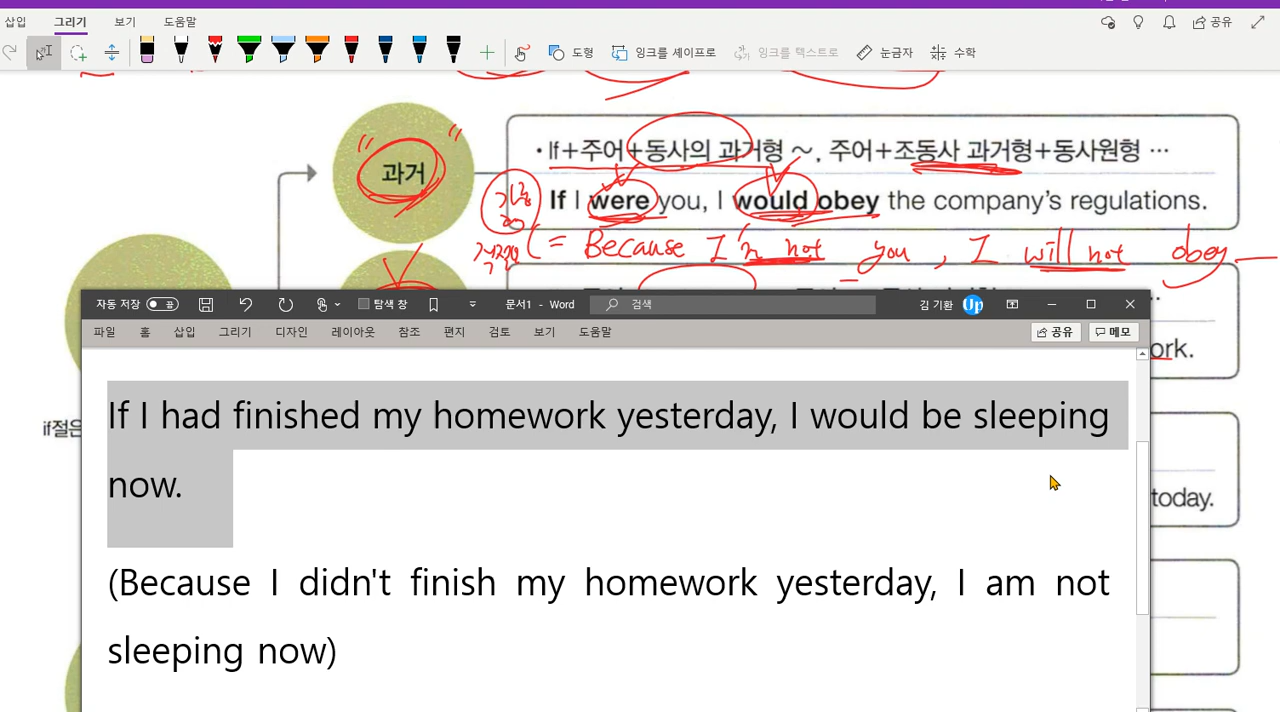 삽입 그리기 보기 도움말
공유
도형 잉크를 셰이프로 잉크를 텍스트로 눈금자 수학
과거
· If+주어+동사의 과거형 ~, 주어+조동사 과거형+동사원형 ···
If I were you, I would obey the company's regulations.
(= Because I'm not you, I will not obey
자동 저장 탐색 창 문서1 - Word 검색 김 기환
파일 홈 삽입 그리기 디자인 레이아웃 참조 편지 검토 보기 도움말 공유 메모
ork.
If I had finished my homework yesterday, I would be sleeping
if절은
now.
today.
(Because I didn't finish my homework yesterday, I am not
sleeping now)